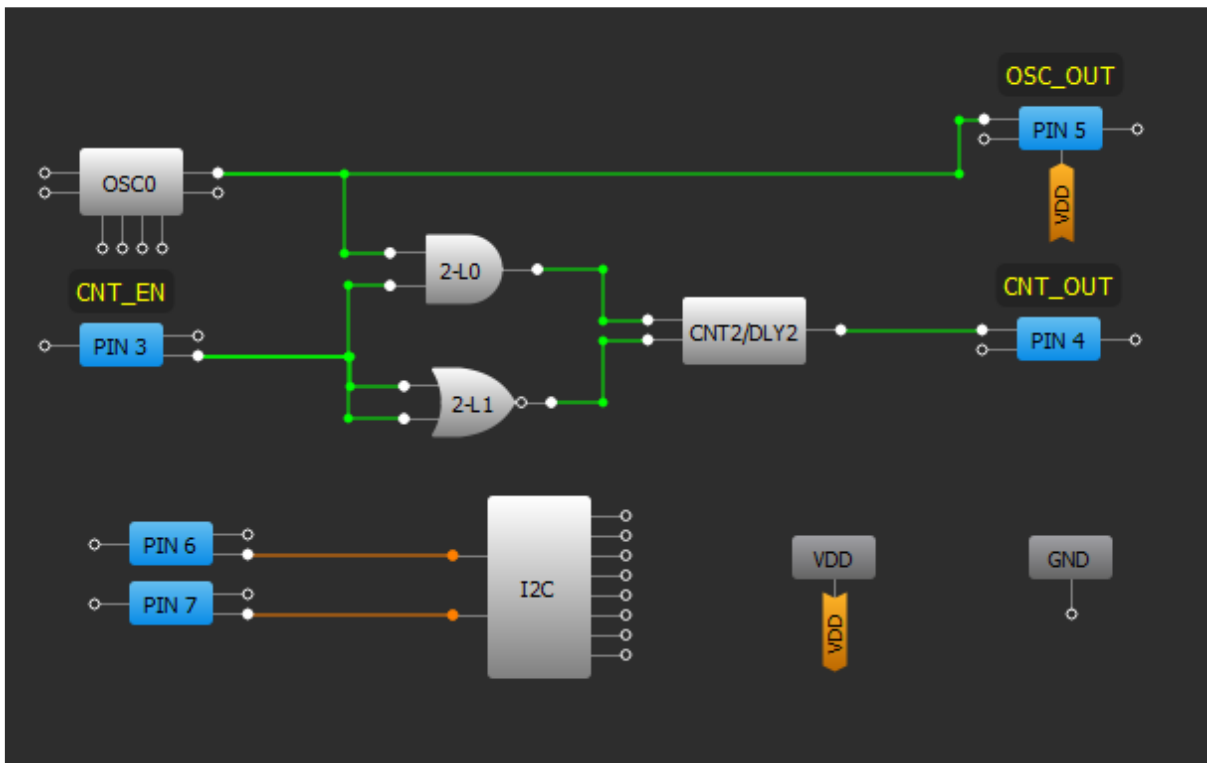 OSC_OUT
PIN 5
VDD
OSC0
2-L0
CNT_EN
PIN 3
CNT_OUT
CNT2/DLY2
PIN 4
2-L1
PIN 6
PIN 7
I2C
VDD
VDD
GND